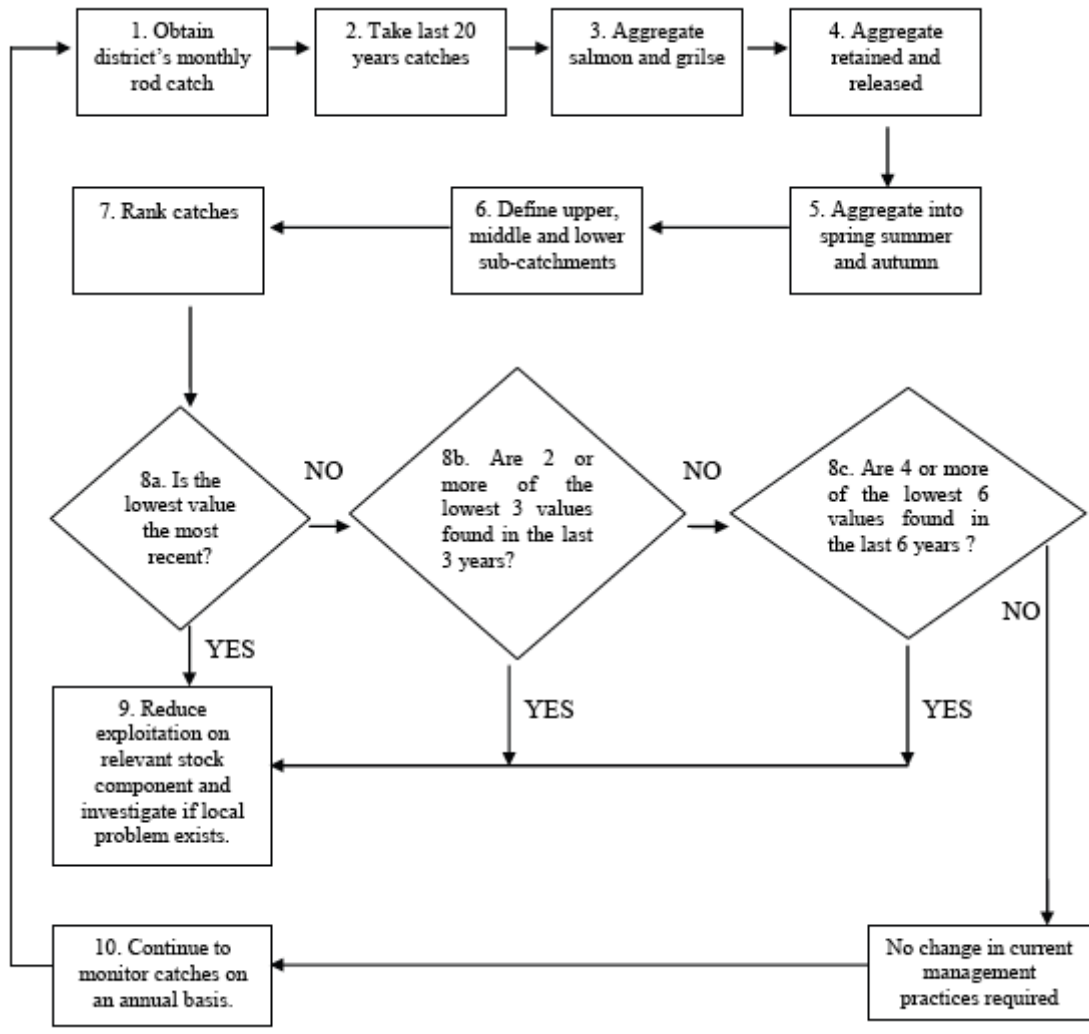 1. Obtain
district's monthly
rod catch
2. Take last 20
years catches
3. Aggregate
salmon and grilse
4. Aggregate
retained and
released
5. Aggregate into
spring summer
and autumn
6. Define upper,
middle and lower
sub-catchments
7. Rank catches
8a. Is the
lowest value
the most
recent?
NO
8b. Are 2 or
more of the
lowest 3 values
found in the last
3 years?
NO
8c. Are 4 or more
of the lowest 6
values found in
the last 6 years ?
NO
YES
YES
YES
9. Reduce
exploitation on
relevant stock
component and
investigate if local
problem exists.
10. Continue to
monitor catches on
an annual basis.
No change in current
management
practices required